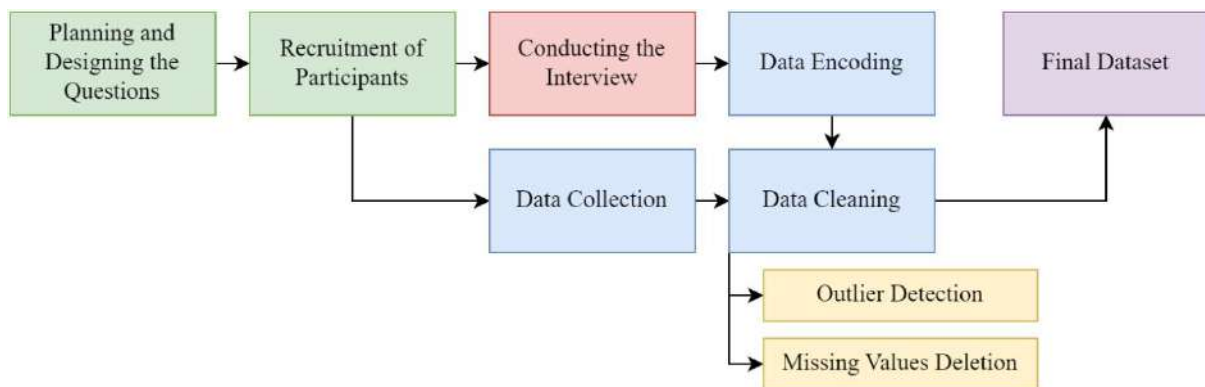 Planning and
Designing the
Questions
Recruitment of
Participants
Conducting the
Interview
Data Encoding
Final Dataset
Data Collection
Data Cleaning
Outlier Detection
Missing Values Deletion